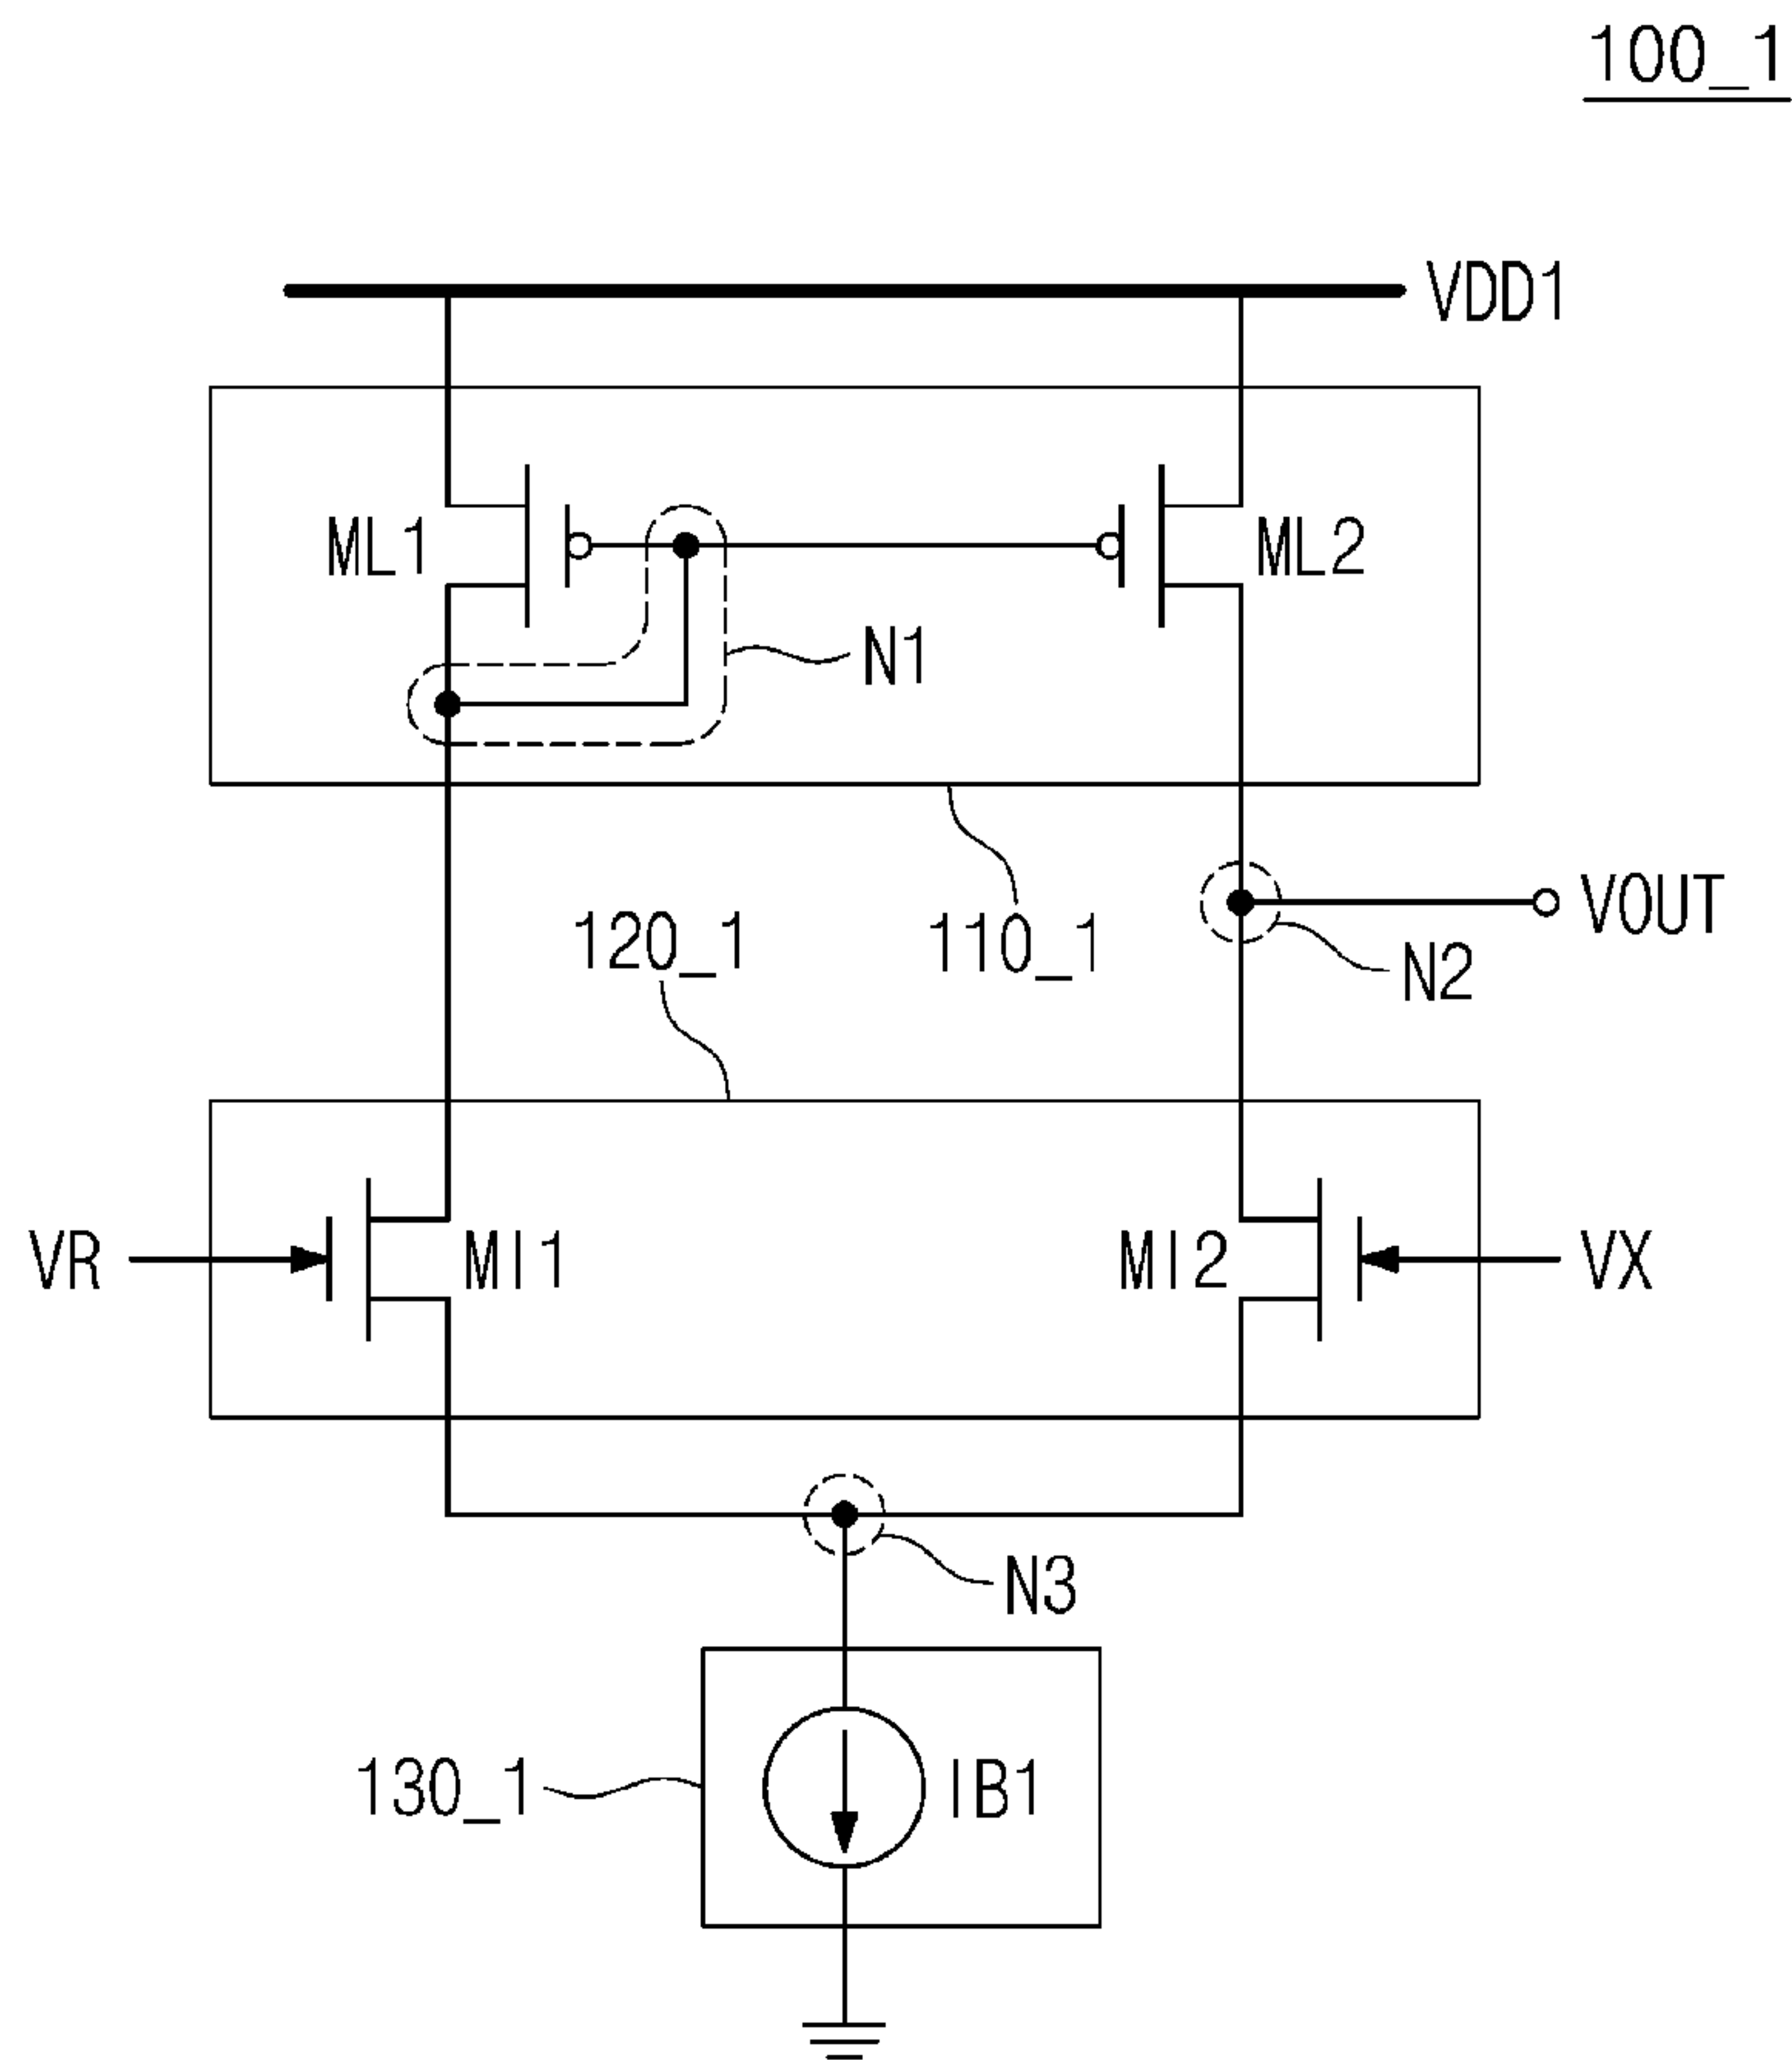 100_1
VDD1
ML1
ML2
N1
VOUT
120_1
110_1
N2
VR
MI1
MI2
VX
N3
130_1
IB1